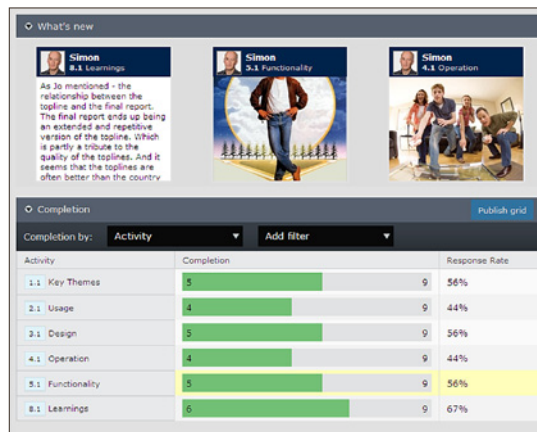 What's new
Simon
8.1 Learnings
As Jo mentioned - the
relationship between the
topline and the final report.
The final report ends up being
an extended and repetitive
version of the topline. Which
is partly a tribute to the
quality of the toplines. And it
seems that the toplines are
often better than the country
Simon
5.1 Functionality
Simon
4.1 Operation
Completion
Publish grid
Completion by: Activity Add filter
Activity Completion Response Rate
1.1 Key Themes 5 9 56%
2.1 Usage 4 9 44%
3.1 Design 5 9 56%
4.1 Operation 4 9 44%
5.1 Functionality 5 9 56%
8.1 Learnings 6 9 67%